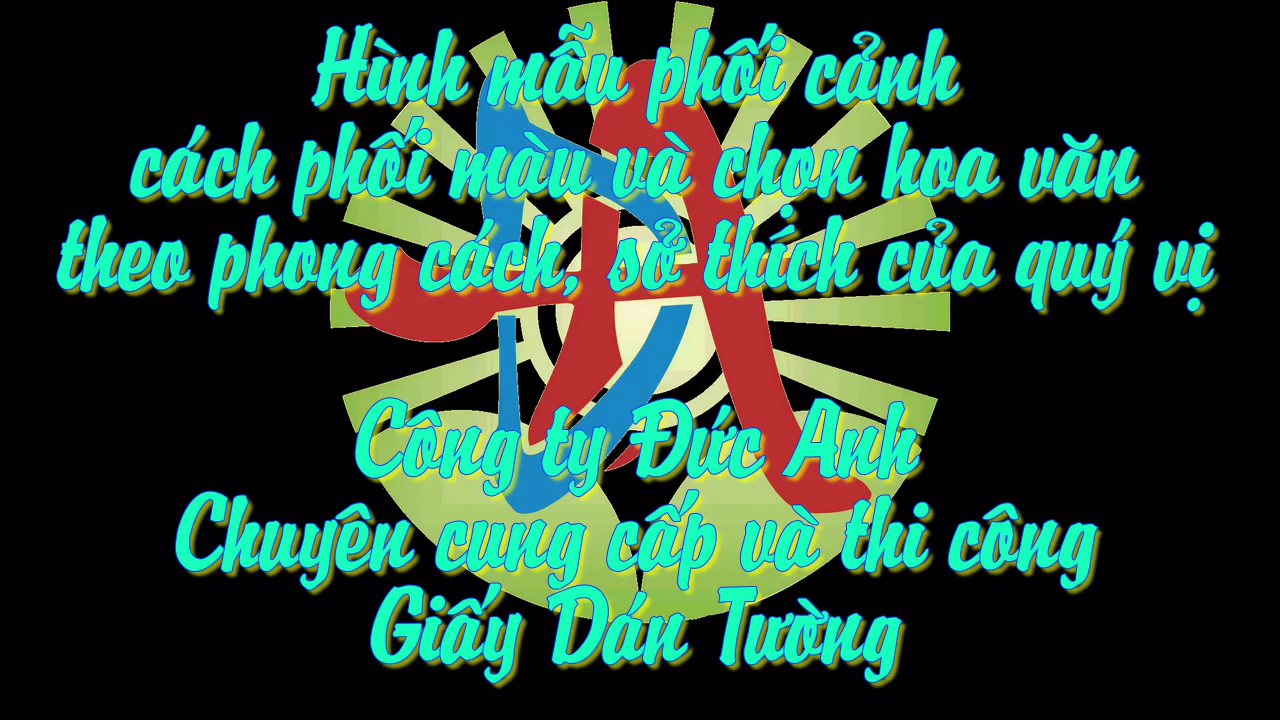 Hình mẫu phối cảnh
cách phối màu và chọn hoa văn
theo phong cách, sở thích của quý vị
Công ty Đức Anh
Chuyên cung cấp và thi công
Giấy Dán Tường